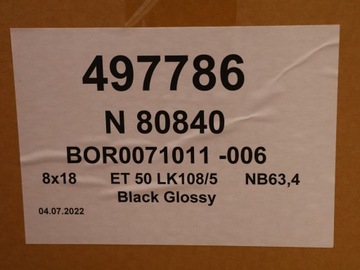 497786
N 80840
BOR0071011 -006
8x18 ET 50 LK108/5 NB63,4
Black Glossy
04.07.2022